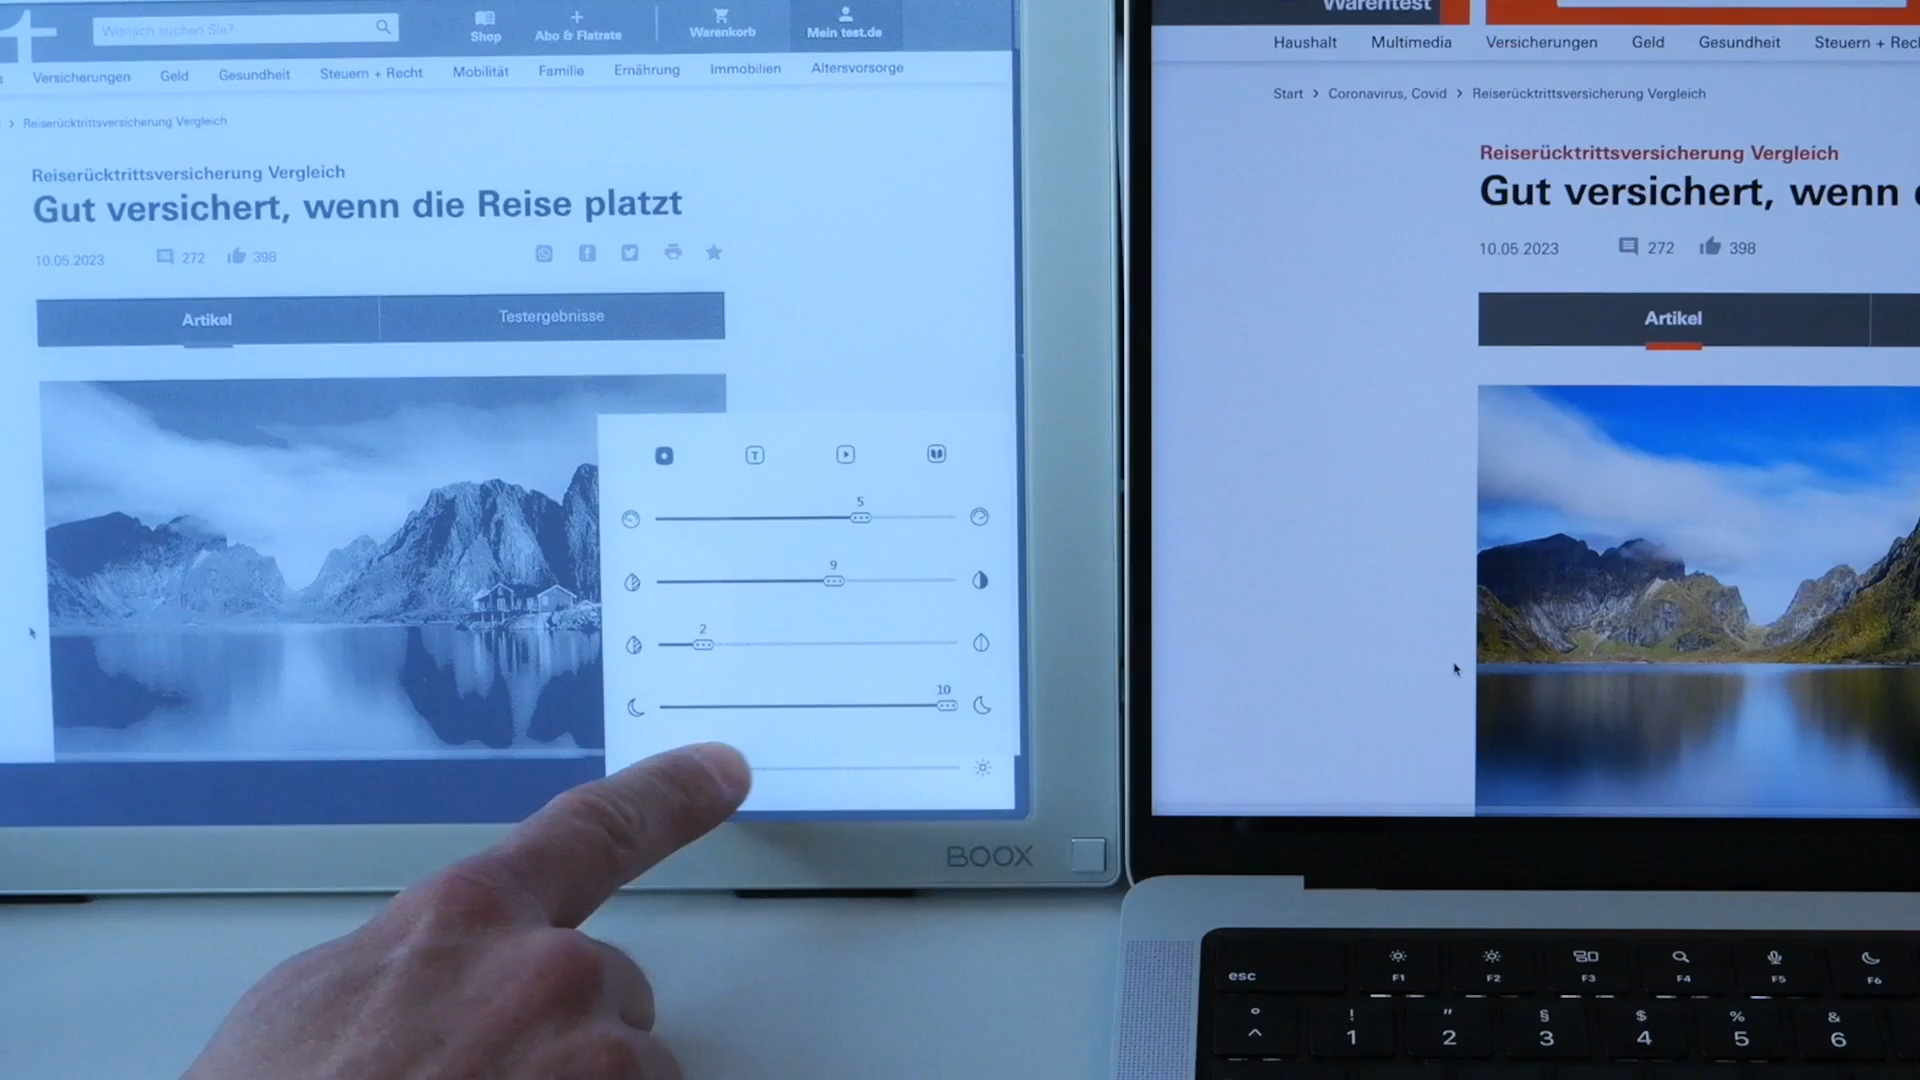 Wonach suchen Sie?
Shop
Abo & Flatrate
Warenkorb
Mein test.de
Versicherungen Geld Gesundheit Steuern + Recht Mobilität Familie Ernährung Immobilien Altersvorsorge
> Reiserücktrittsversicherung Vergleich
Reiserücktrittsversicherung Vergleich
Gut versichert, wenn die Reise platzt
10.05.2023 272 398
Artikel Testergebnisse
T
5
9
2
10
BOOX
Warentest
Haushalt Multimedia Versicherungen Geld Gesundheit Steuern + Rech
Start > Coronavirus, Covid > Reiserücktrittsversicherung Vergleich
Reiserücktrittsversicherung Vergleich
Gut versichert, wenn
10.05.2023 272 398
Artikel
esc F1 F2 F3 F4 F5 F6
° ! " § $ % &
^ 1 2 3 4 5 6